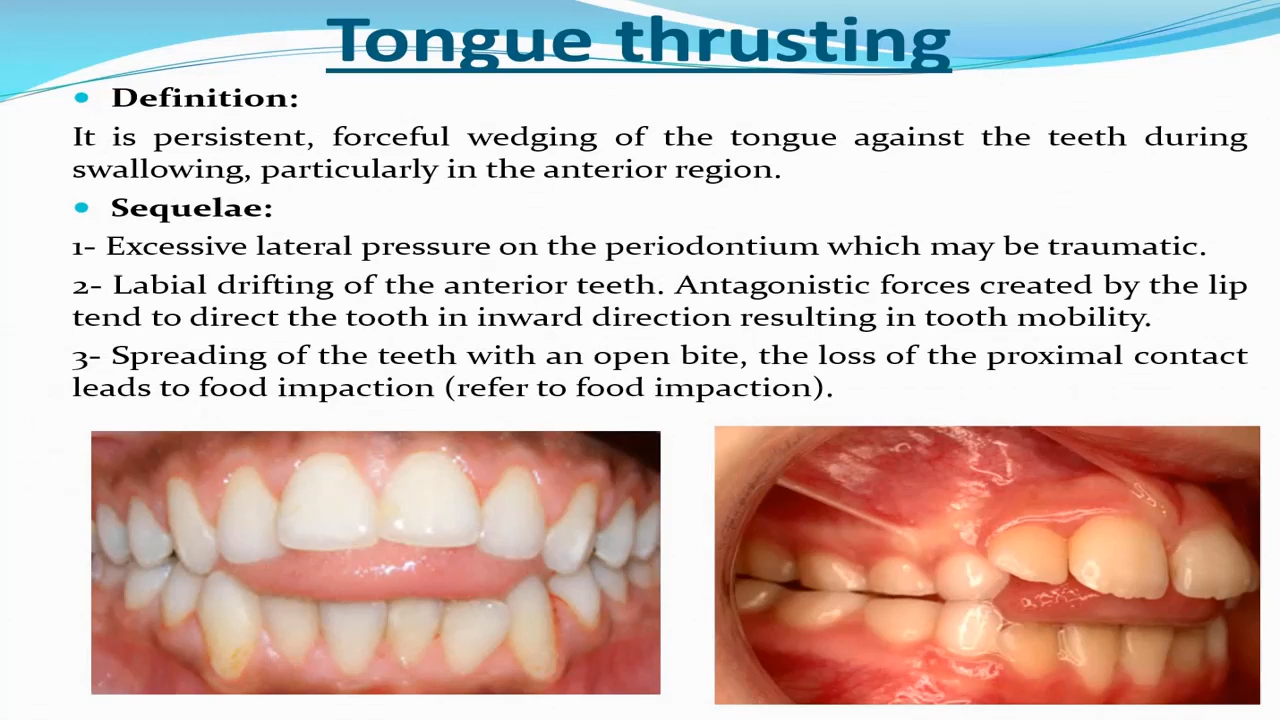 Tongue thrusting
• Definition:
It is persistent, forceful wedging of the tongue against the teeth during
swallowing, particularly in the anterior region.
• Sequelae:
1- Excessive lateral pressure on the periodontium which may be traumatic.
2- Labial drifting of the anterior teeth. Antagonistic forces created by the lip
tend to direct the tooth in inward direction resulting in tooth mobility.
3- Spreading of the teeth with an open bite, the loss of the proximal contact
leads to food impaction (refer to food impaction).